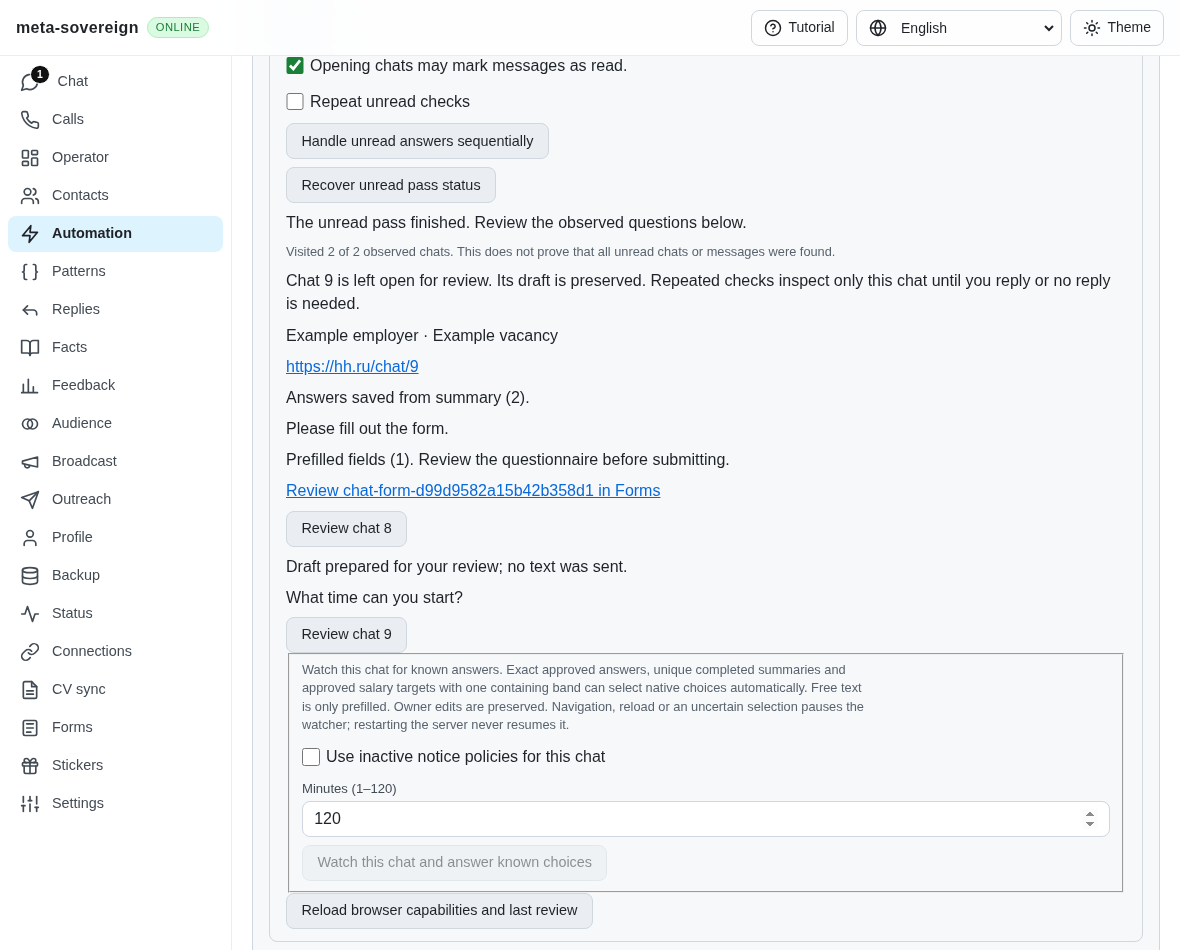 meta-sovereign ONLINE Tutorial English Theme
1
Chat
Calls
Operator
Contacts
Automation
Patterns
Replies
Facts
Feedback
Audience
Broadcast
Outreach
Profile
Backup
Status
Connections
CV sync
Forms
Stickers
Settings
Opening chats may mark messages as read.
Repeat unread checks
Handle unread answers sequentially
Recover unread pass status
The unread pass finished. Review the observed questions below.
Visited 2 of 2 observed chats. This does not prove that all unread chats or messages were found.
Chat 9 is left open for review. Its draft is preserved. Repeated checks inspect only this chat until you reply or no reply
is needed.
Example employer · Example vacancy
https://hh.ru/chat/9
Answers saved from summary (2).
Please fill out the form.
Prefilled fields (1). Review the questionnaire before submitting.
Review chat-form-d99d9582a15b42b358d1 in Forms
Review chat 8
Draft prepared for your review; no text was sent.
What time can you start?
Review chat 9
Watch this chat for known answers. Exact approved answers, unique completed summaries and
approved salary targets with one containing band can select native choices automatically. Free text
is only prefilled. Owner edits are preserved. Navigation, reload or an uncertain selection pauses the
watcher; restarting the server never resumes it.
Use inactive notice policies for this chat
Minutes (1–120)
120
Watch this chat and answer known choices
Reload browser capabilities and last review